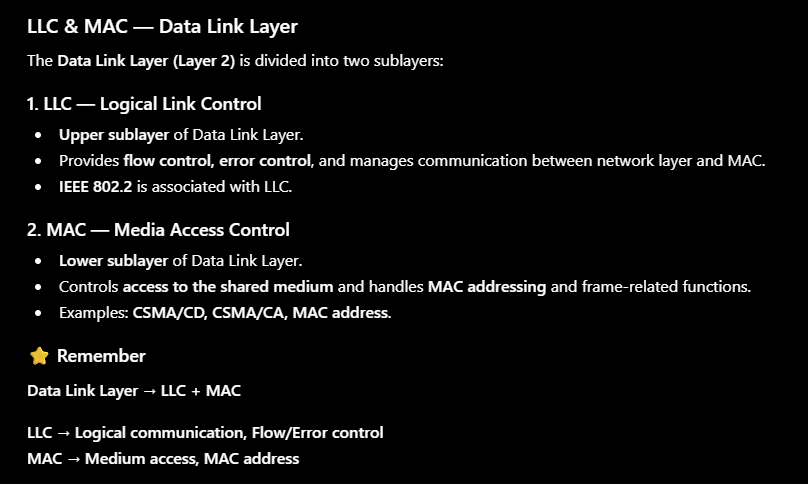 LLC & MAC — Data Link Layer
The Data Link Layer (Layer 2) is divided into two sublayers:
1. LLC — Logical Link Control
• Upper sublayer of Data Link Layer.
• Provides flow control, error control, and manages communication between network layer and MAC.
• IEEE 802.2 is associated with LLC.
2. MAC — Media Access Control
• Lower sublayer of Data Link Layer.
• Controls access to the shared medium and handles MAC addressing and frame-related functions.
• Examples: CSMA/CD, CSMA/CA, MAC address.
⭐ Remember
Data Link Layer → LLC + MAC
LLC → Logical communication, Flow/Error control
MAC → Medium access, MAC address